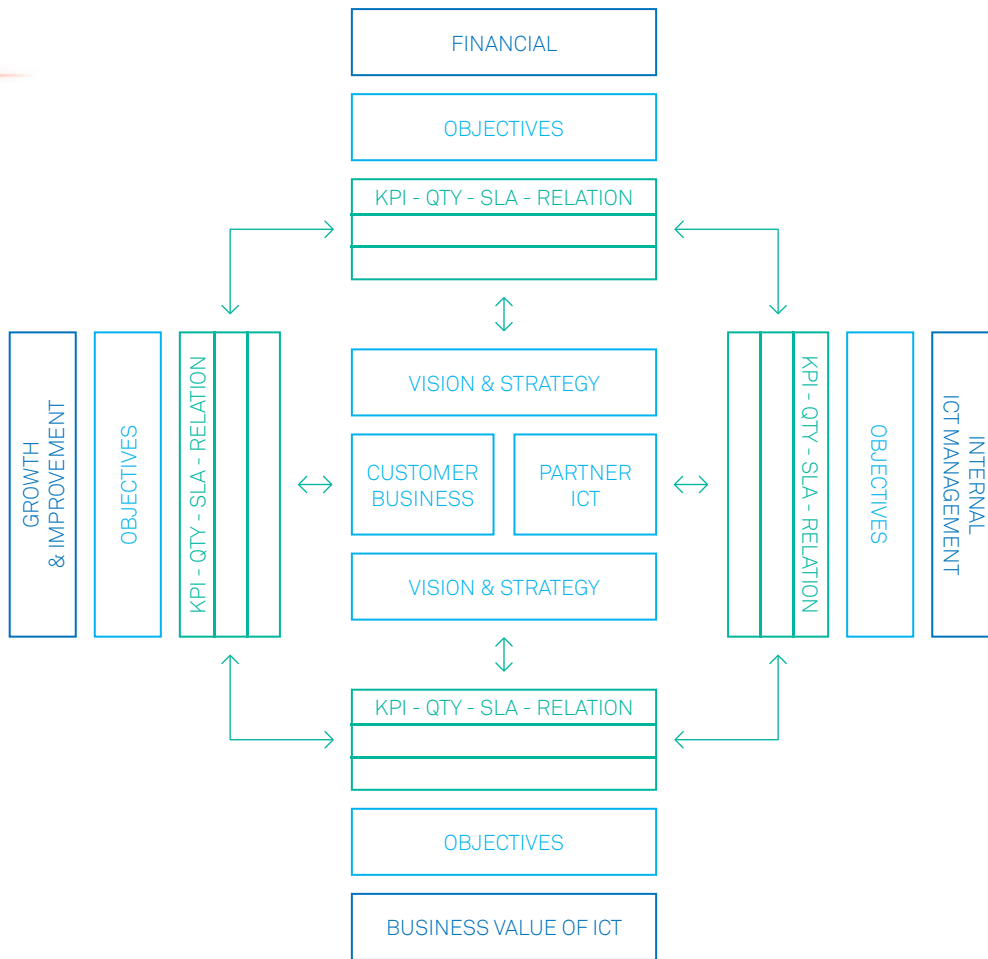 FINANCIAL
OBJECTIVES
KPI - QTY - SLA - RELATION
GROWTH
& IMPROVEMENT
OBJECTIVES
KPI - QTY - SLA - RELATION
VISION & STRATEGY
CUSTOMER
BUSINESS
PARTNER
ICT
VISION & STRATEGY
KPI - QTY - SLA - RELATION
OBJECTIVES
INTERNAL
ICT MANAGEMENT
KPI - QTY - SLA - RELATION
OBJECTIVES
BUSINESS VALUE OF ICT